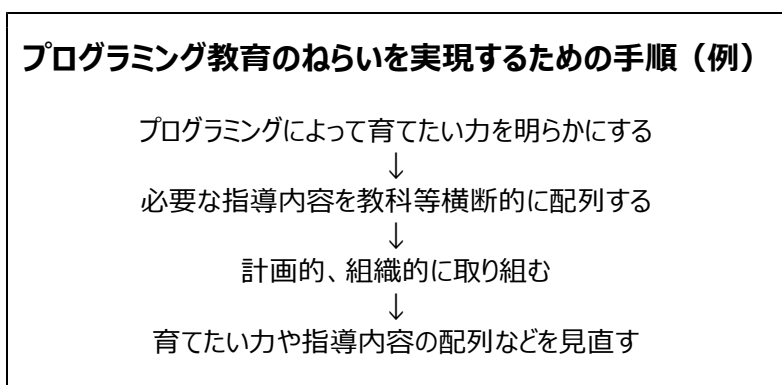 プログラミング教育のねらいを実現するための手順（例）
プログラミングによって育てたい力を明らかにする
↓
必要な指導内容を教科等横断的に配列する
↓
計画的、組織的に取り組む
↓
育てたい力や指導内容の配列などを見直す